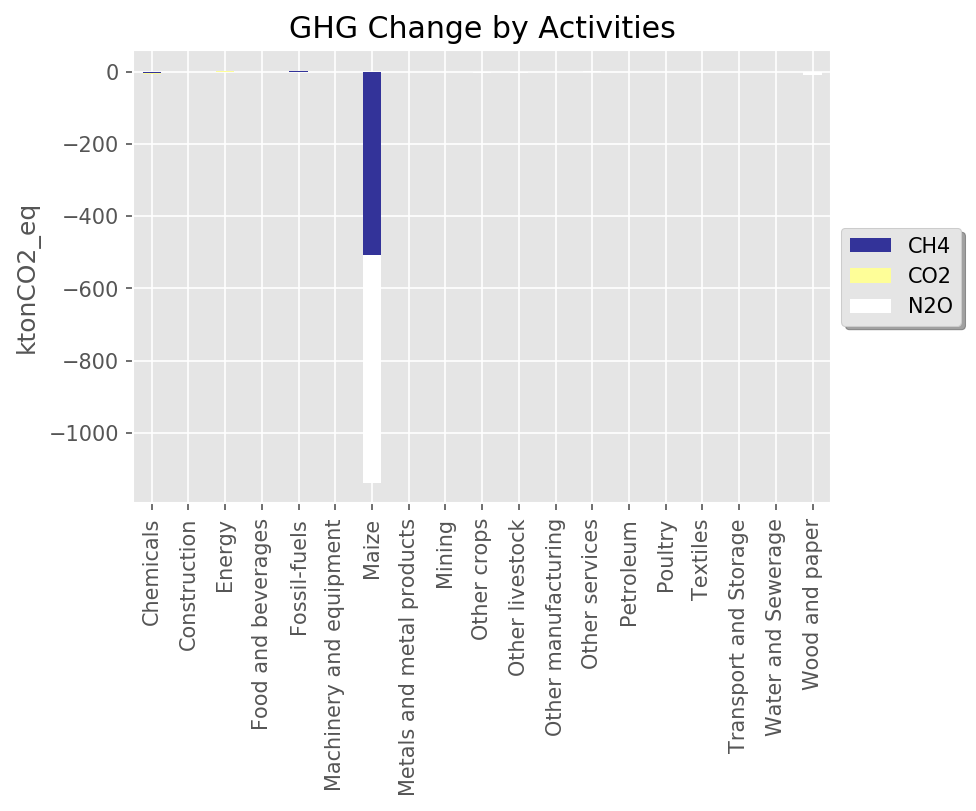 GHG Change by Activities
ktonCO2_eq
0
−200
−400
−600
−800
−1000
Chemicals
Construction
Energy
Food and beverages
Fossil-fuels
Machinery and equipment
Maize
Metals and metal products
Mining
Other crops
Other livestock
Other manufacturing
Other services
Petroleum
Poultry
Textiles
Transport and Storage
Water and Sewerage
Wood and paper
CH4
CO2
N2O